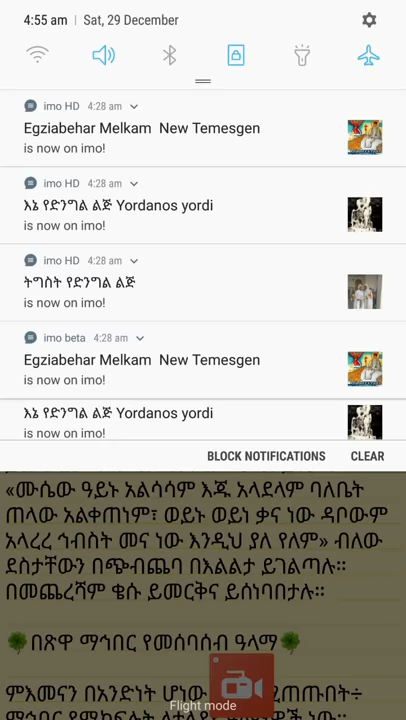 4:55 am | Sat, 29 December
imo HD 4:28 am
Egziabehar Melkam New Temesgen
is now on imo!
imo HD 4:28 am
እኔ የድንግል ልጅ Yordanos yordi
is now on imo!
imo HD 4:28 am
ትግስት የድንግል ልጅ
is now on imo!
imo beta 4:28 am
Egziabehar Melkam New Temesgen
is now on imo!
እኔ የድንግል ልጅ Yordanos yordi
is now on imo!
BLOCK NOTIFICATIONS CLEAR
«ሙሴው ዓይኑ አልሳሳም እጁ አላደላም ባለቤት
ጠላው አልቀጠነም፣ ወይኑ ወይነ ቃና ነው ዳቦውም
አላረረ ኅብስት መና ነው እንዲህ ያለ የለም» ብለው
ደስታቸውን በጭብጨባ በእልልታ ይገልጣሉ።
በመጨረሻም ቄሱ ይመርቅና ይሰነባበታሉ።
በጽዋ ማኅበር የመሰባሰብ ዓላማ
ምእመናን በአንድነት ሆነው
Flight mode